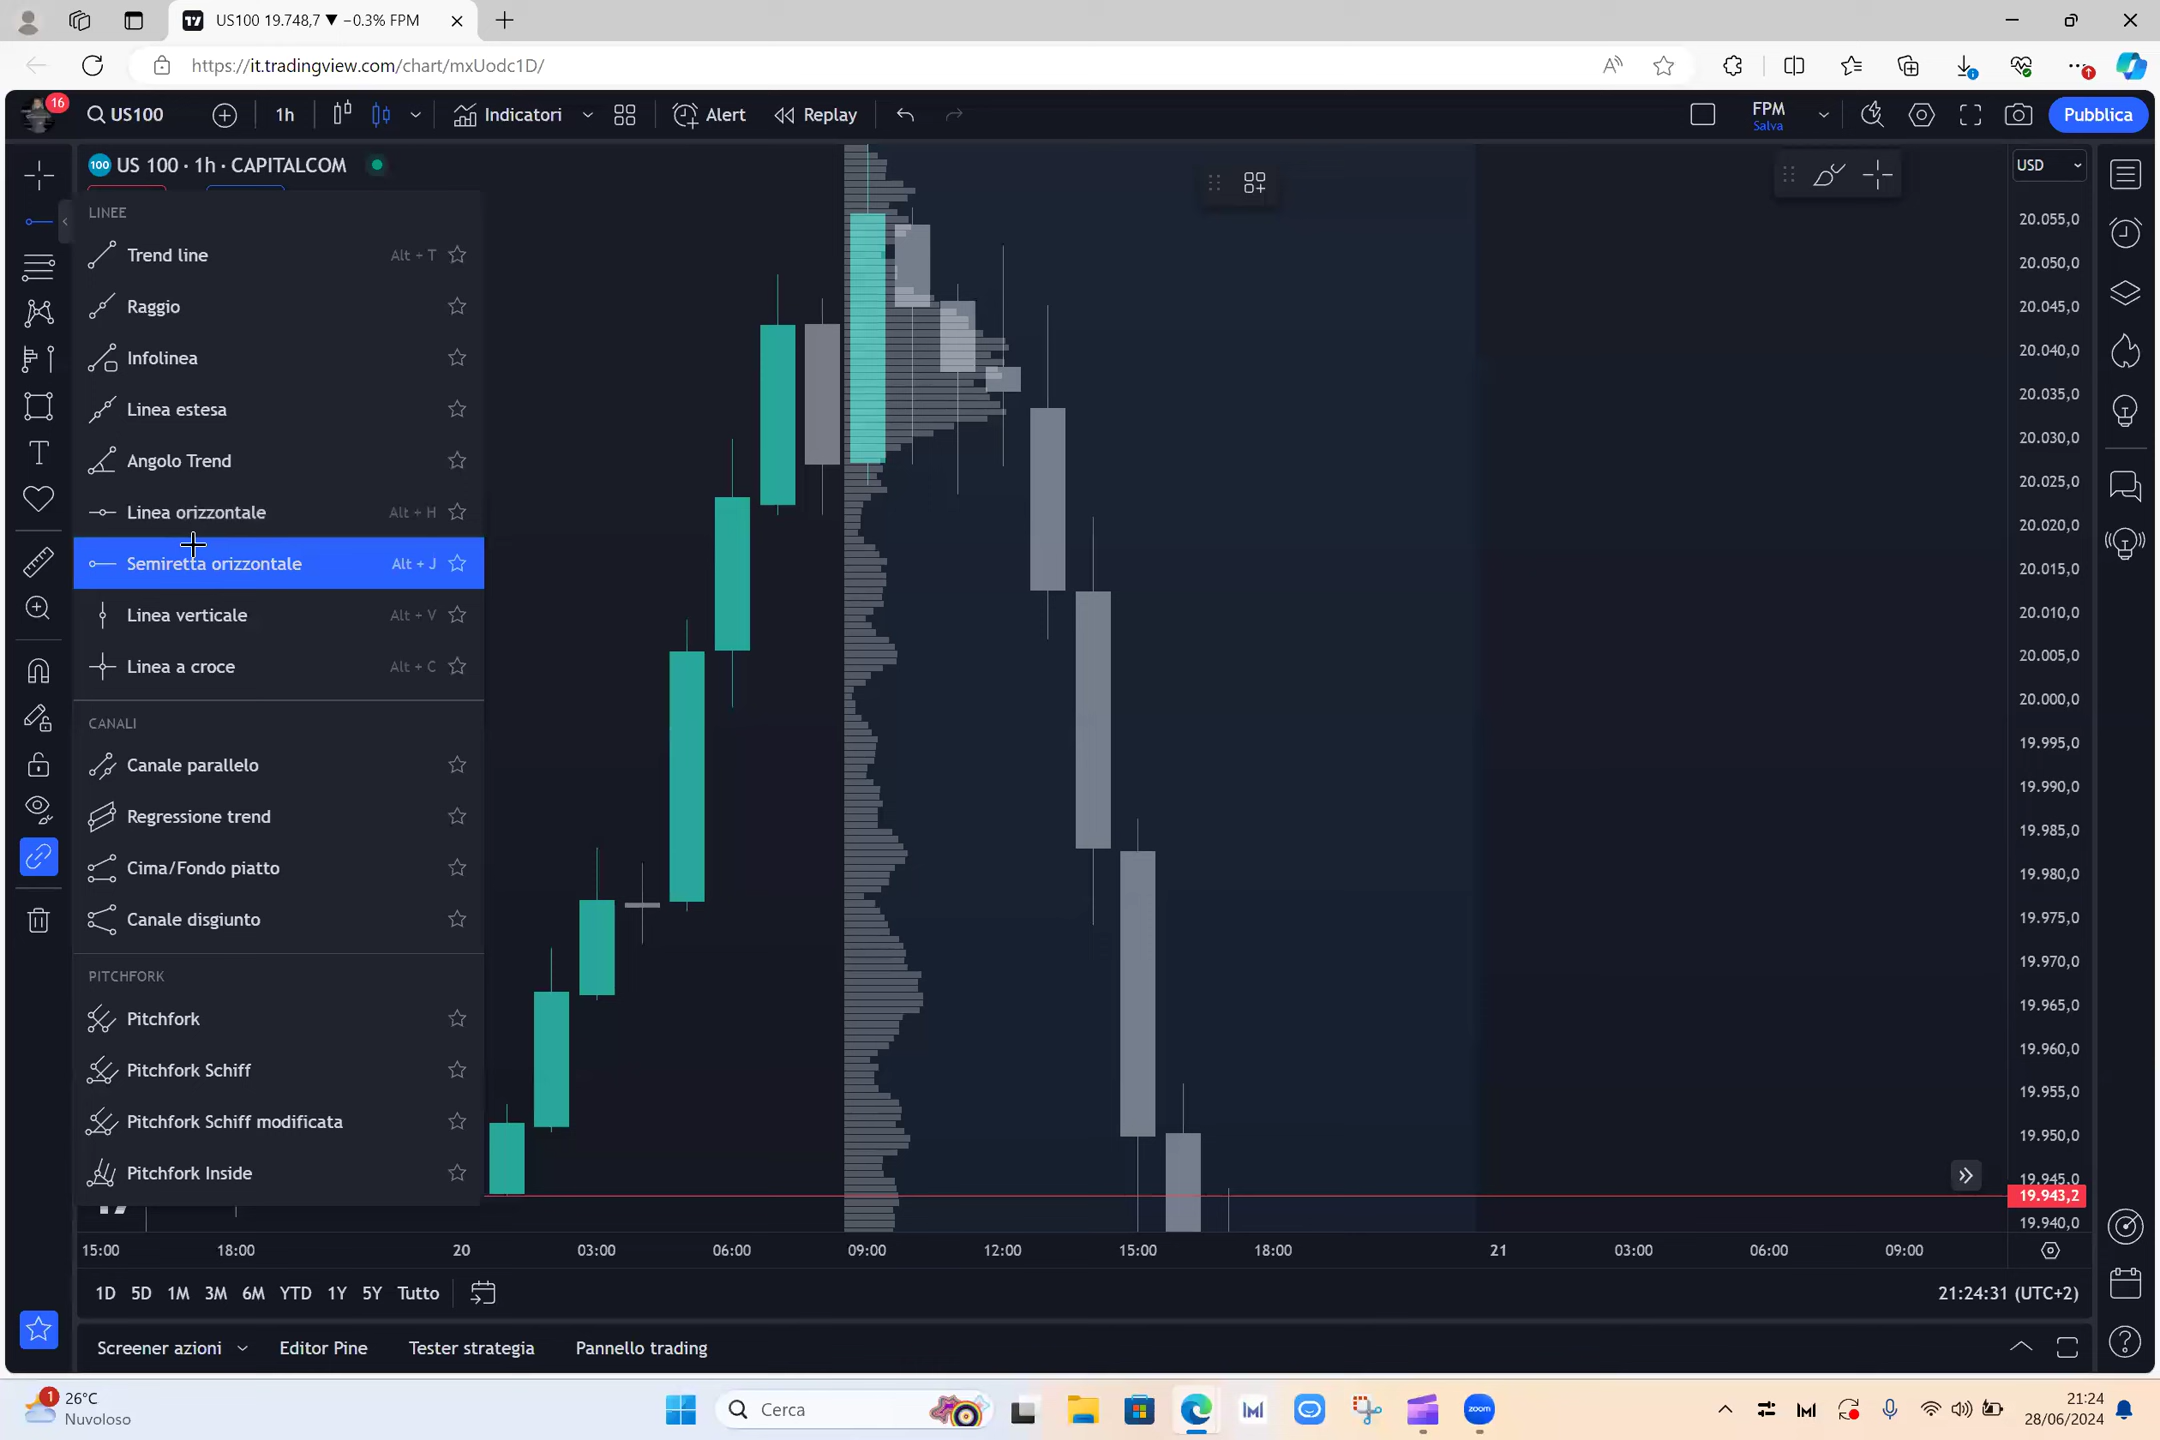 US100 19.748,7 ▼ −0.3% FPM
https://it.tradingview.com/chart/mxUodc1D/
16
US100
1h
Indicatori
Alert
Replay
FPM
Salva
Pubblica
100 US 100 · 1h · CAPITALCOM
USD
LINEE
Trend line Alt + T
Raggio
Infolinea
Linea estesa
Angolo Trend
Linea orizzontale Alt + H
Semiretta orizzontale Alt + J
Linea verticale Alt + V
Linea a croce Alt + C
CANALI
Canale parallelo
Regressione trend
Cima/Fondo piatto
Canale disgiunto
PITCHFORK
Pitchfork
Pitchfork Schiff
Pitchfork Schiff modificata
Pitchfork Inside
20.055,0
20.050,0
20.045,0
20.040,0
20.035,0
20.030,0
20.025,0
20.020,0
20.015,0
20.010,0
20.005,0
20.000,0
19.995,0
19.990,0
19.985,0
19.980,0
19.975,0
19.970,0
19.965,0
19.960,0
19.955,0
19.950,0
19.945,0
19.943,2
19.940,0
15:00 18:00 20 03:00 06:00 09:00 12:00 15:00 18:00 21 03:00 06:00 09:00
1D 5D 1M 3M 6M YTD 1Y 5Y Tutto
21:24:31 (UTC+2)
Screener azioni Editor Pine Tester strategia Pannello trading
1
26°C
Nuvoloso
Cerca
zoom
21:24
28/06/2024